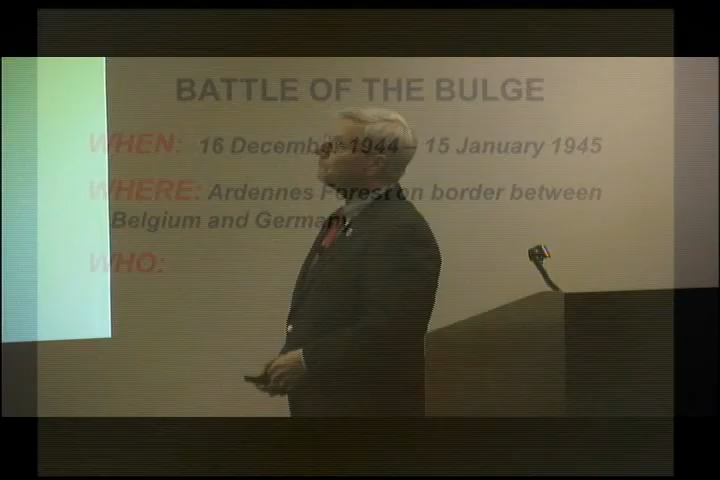 BATTLE OF THE BULGE
WHEN: 16 December 1944 15 January 1945
WHERE: Ardennes Forest on border between
Belgium and Germany
WHO: